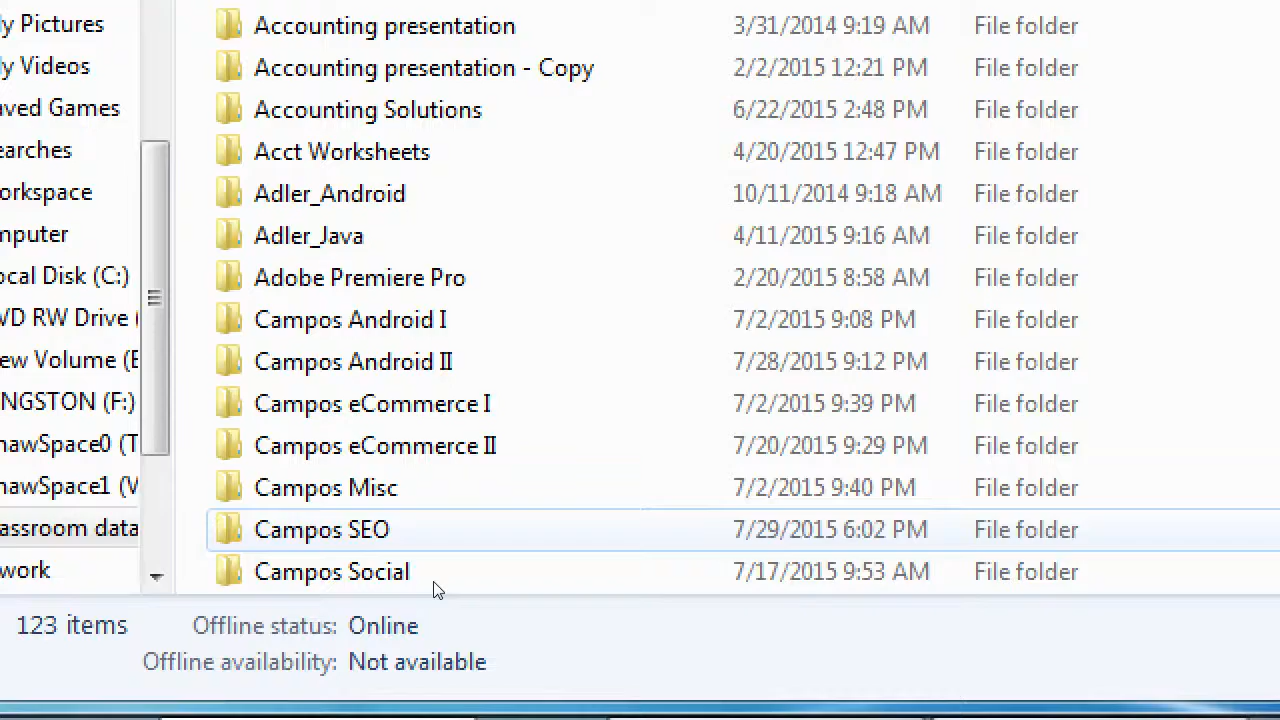 y Pictures
y Videos
aved Games
earches
orkspace
mputer
ocal Disk (C:)
VD RW Drive (
ew Volume (E
NGSTON (F:)
hawSpace0 (T
hawSpace1 (V
assroom data
work
Accounting presentation 3/31/2014 9:19 AM File folder
Accounting presentation - Copy 2/2/2015 12:21 PM File folder
Accounting Solutions 6/22/2015 2:48 PM File folder
Acct Worksheets 4/20/2015 12:47 PM File folder
Adler_Android 10/11/2014 9:18 AM File folder
Adler_Java 4/11/2015 9:16 AM File folder
Adobe Premiere Pro 2/20/2015 8:58 AM File folder
Campos Android I 7/2/2015 9:08 PM File folder
Campos Android II 7/28/2015 9:12 PM File folder
Campos eCommerce I 7/2/2015 9:39 PM File folder
Campos eCommerce II 7/20/2015 9:29 PM File folder
Campos Misc 7/2/2015 9:40 PM File folder
Campos SEO 7/29/2015 6:02 PM File folder
Campos Social 7/17/2015 9:53 AM File folder
123 items Offline status: Online
Offline availability: Not available